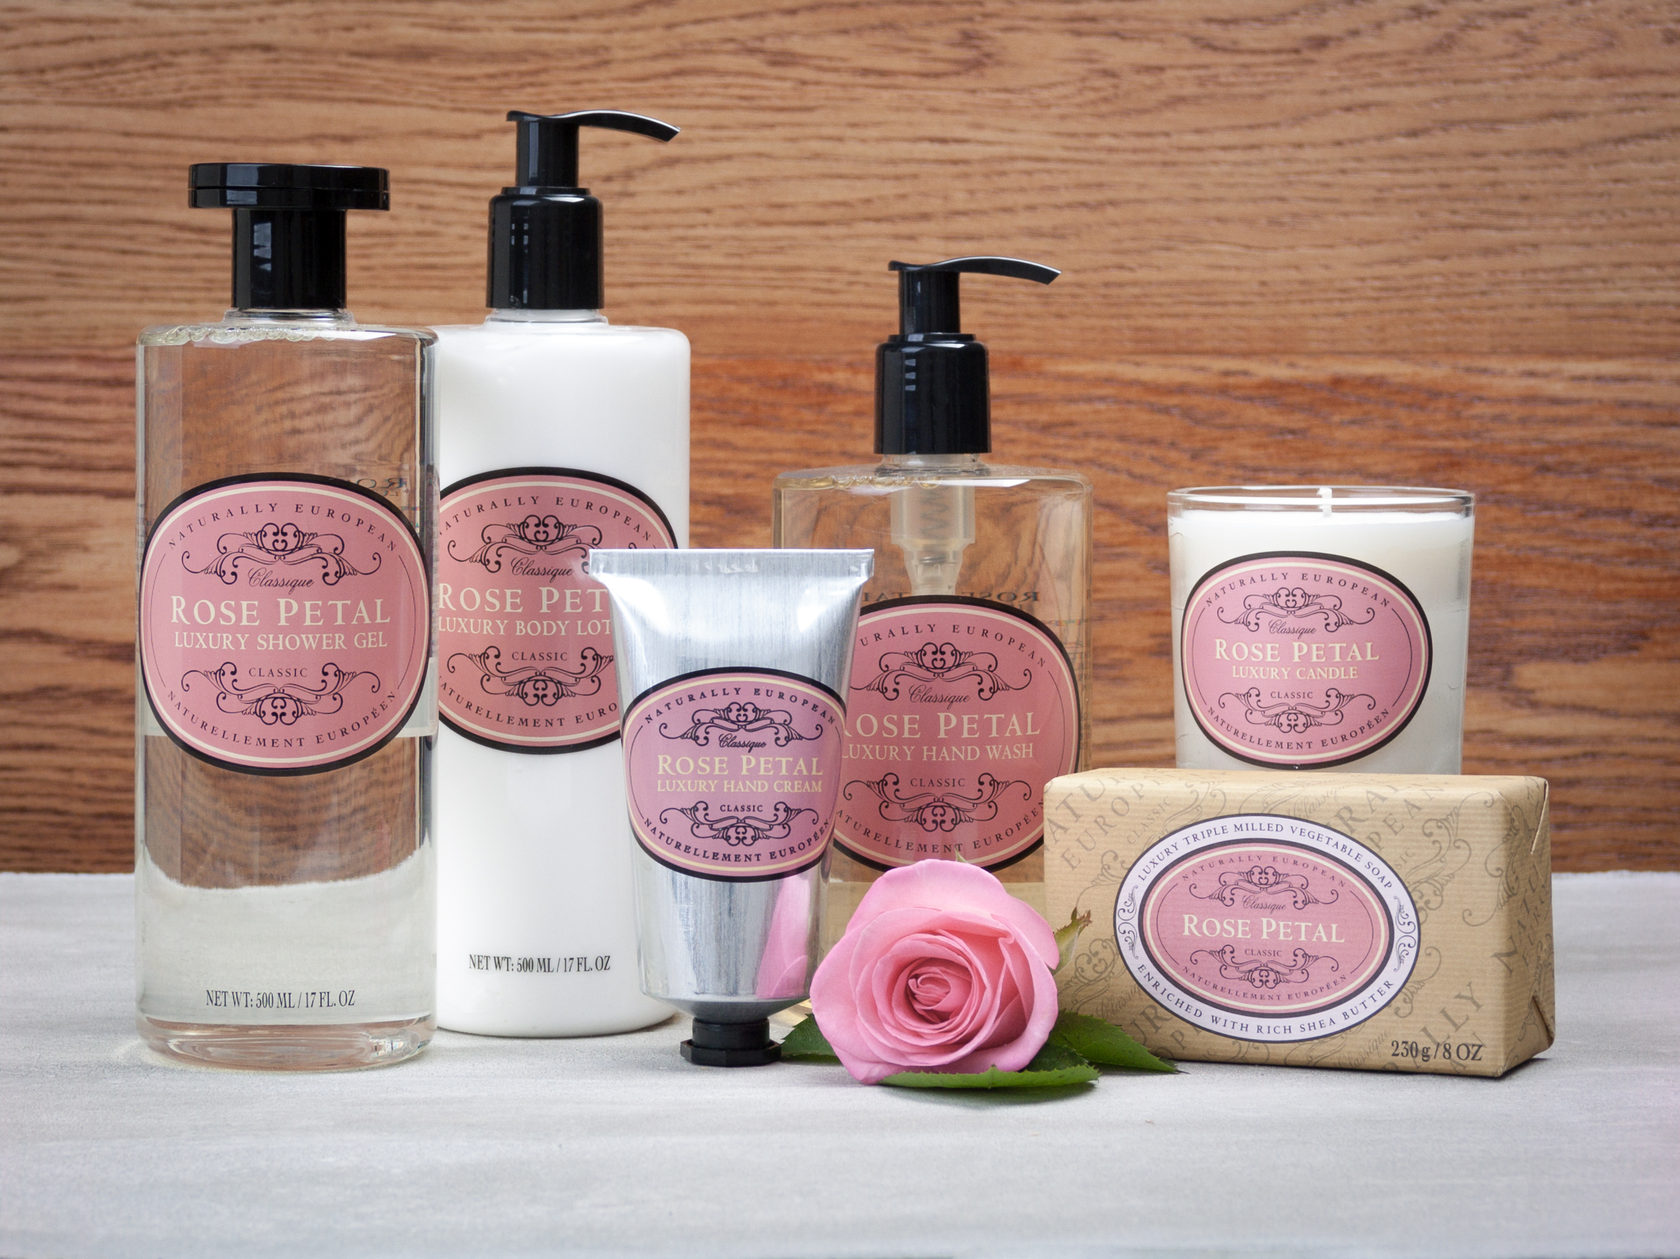 NATURALLY EUROPEAN
Classique
ROSE PETAL
LUXURY SHOWER GEL
CLASSIC
NATURELLEMENT EUROPÉEN
NET WT: 500 ML / 17 FL. OZ
NATURALLY EUROPEAN
Classique
ROSE PET
LUXURY BODY LOT
CLASSIC
NATURELLEMENT EURO
NET WT: 500 ML / 17 FL. OZ
NATURALLY EUROPEAN
Classique
ROSE PETAL
LUXURY HAND CREAM
CLASSIC
NATURELLEMENT EUROPÉEN
URALLY EUROPEAN
Classique
ROSE PETAL
LUXURY HAND WASH
CLASSIC
NATURELLEMENT EUROPÉEN
NATURALLY EUROPEAN
Classique
ROSE PETAL
LUXURY CANDLE
CLASSIC
NATURELLEMENT EUROPÉEN
LUXURY TRIPLE MILLED VEGETABLE SOAP
NATURALLY EUROPEAN
Classique
ROSE PETAL
CLASSIC
NATURELLEMENT EUROPÉEN
ENRICHED WITH RICH SHEA BUTTER
230g / 8 OZ